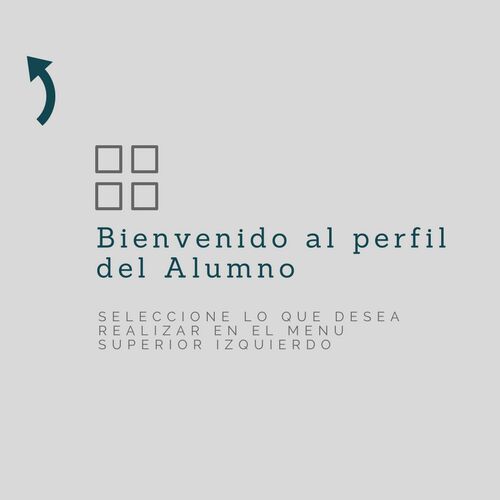 Bienvenido al perfil
del Alumno
SELECCIONE LO QUE DESEA
REALIZAR EN EL MENU
SUPERIOR IZQUIERDO